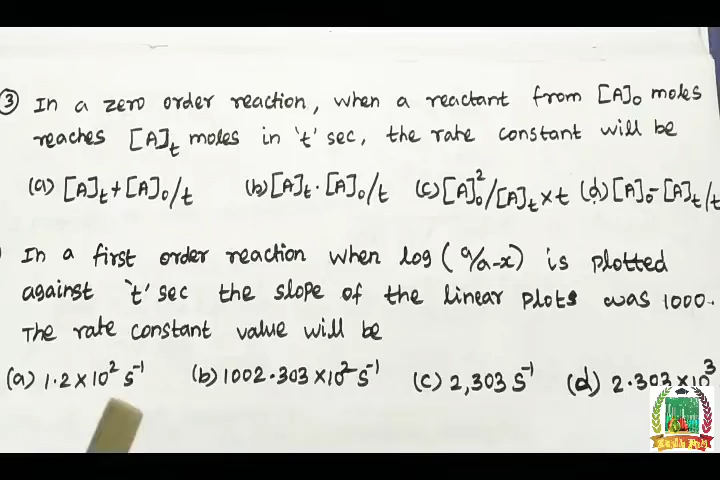 ③ In a zero order reaction, when a reactant from [A]₀ moles
reaches [A]t moles in 't' sec, the rate constant will be
(a) [A]t+[A]₀/t (b) [A]t·[A]₀/t (c) [A]₀²/[A]t×t (d) [A]₀-[A]t/t
In a first order reaction when log (a/a-x) is plotted
against 't' sec the slope of the linear plots was 1000.
The rate constant value will be
(a) 1.2×10² s⁻¹ (b) 1002.303×10² s⁻¹ (c) 2,303 s⁻¹ (d) 2.303×10³